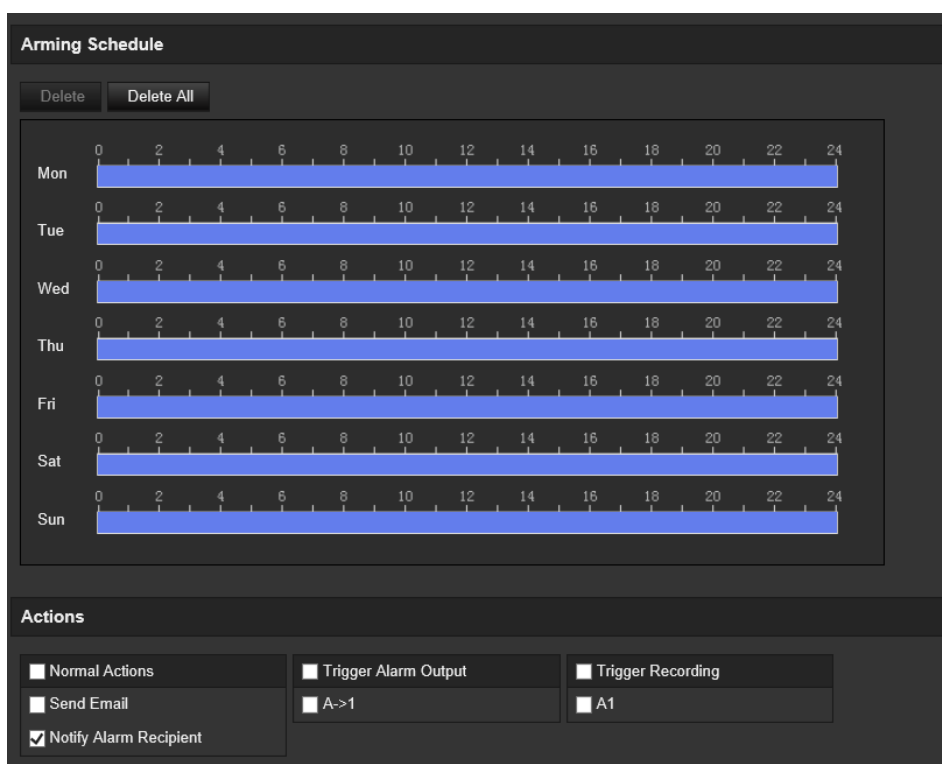 Arming Schedule
Delete Delete All
0 2 4 6 8 10 12 14 16 18 20 22 24
Mon
0 2 4 6 8 10 12 14 16 18 20 22 24
Tue
0 2 4 6 8 10 12 14 16 18 20 22 24
Wed
0 2 4 6 8 10 12 14 16 18 20 22 24
Thu
0 2 4 6 8 10 12 14 16 18 20 22 24
Fri
0 2 4 6 8 10 12 14 16 18 20 22 24
Sat
0 2 4 6 8 10 12 14 16 18 20 22 24
Sun
Actions
Normal Actions Trigger Alarm Output Trigger Recording
Send Email A->1 A1
Notify Alarm Recipient